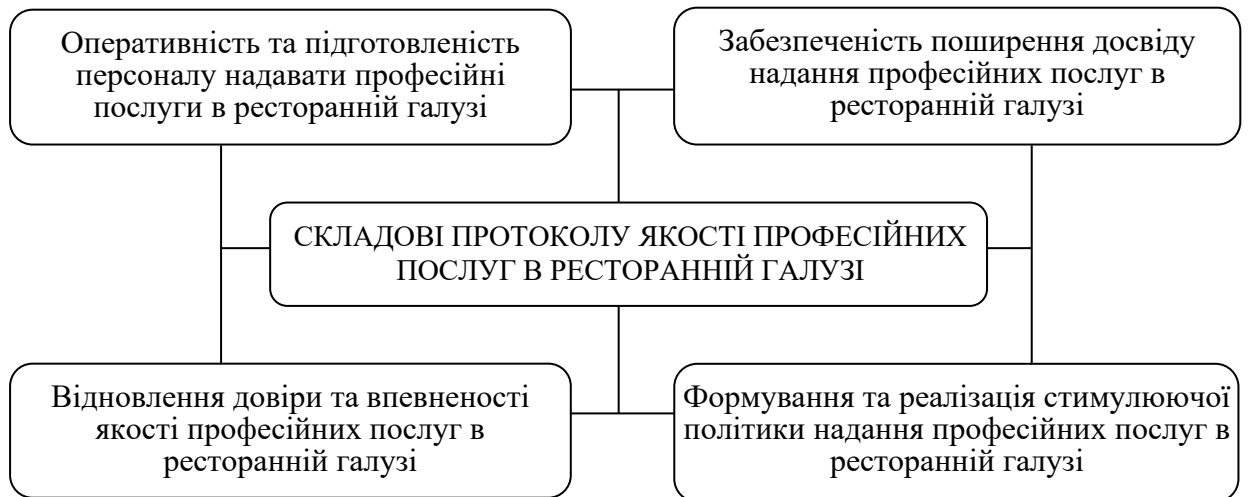 Оперативність та підготовленість
персоналу надавати професійні
послуги в ресторанній галузі
Забезпеченість поширення досвіду
надання професійних послуг в
ресторанній галузі
СКЛАДОВІ ПРОТОКОЛУ ЯКОСТІ ПРОФЕСІЙНИХ
ПОСЛУГ В РЕСТОРАННІЙ ГАЛУЗІ
Відновлення довіри та впевненості
якості професійних послуг в
ресторанній галузі
Формування та реалізація стимулюючої
політики надання професійних послуг в
ресторанній галузі